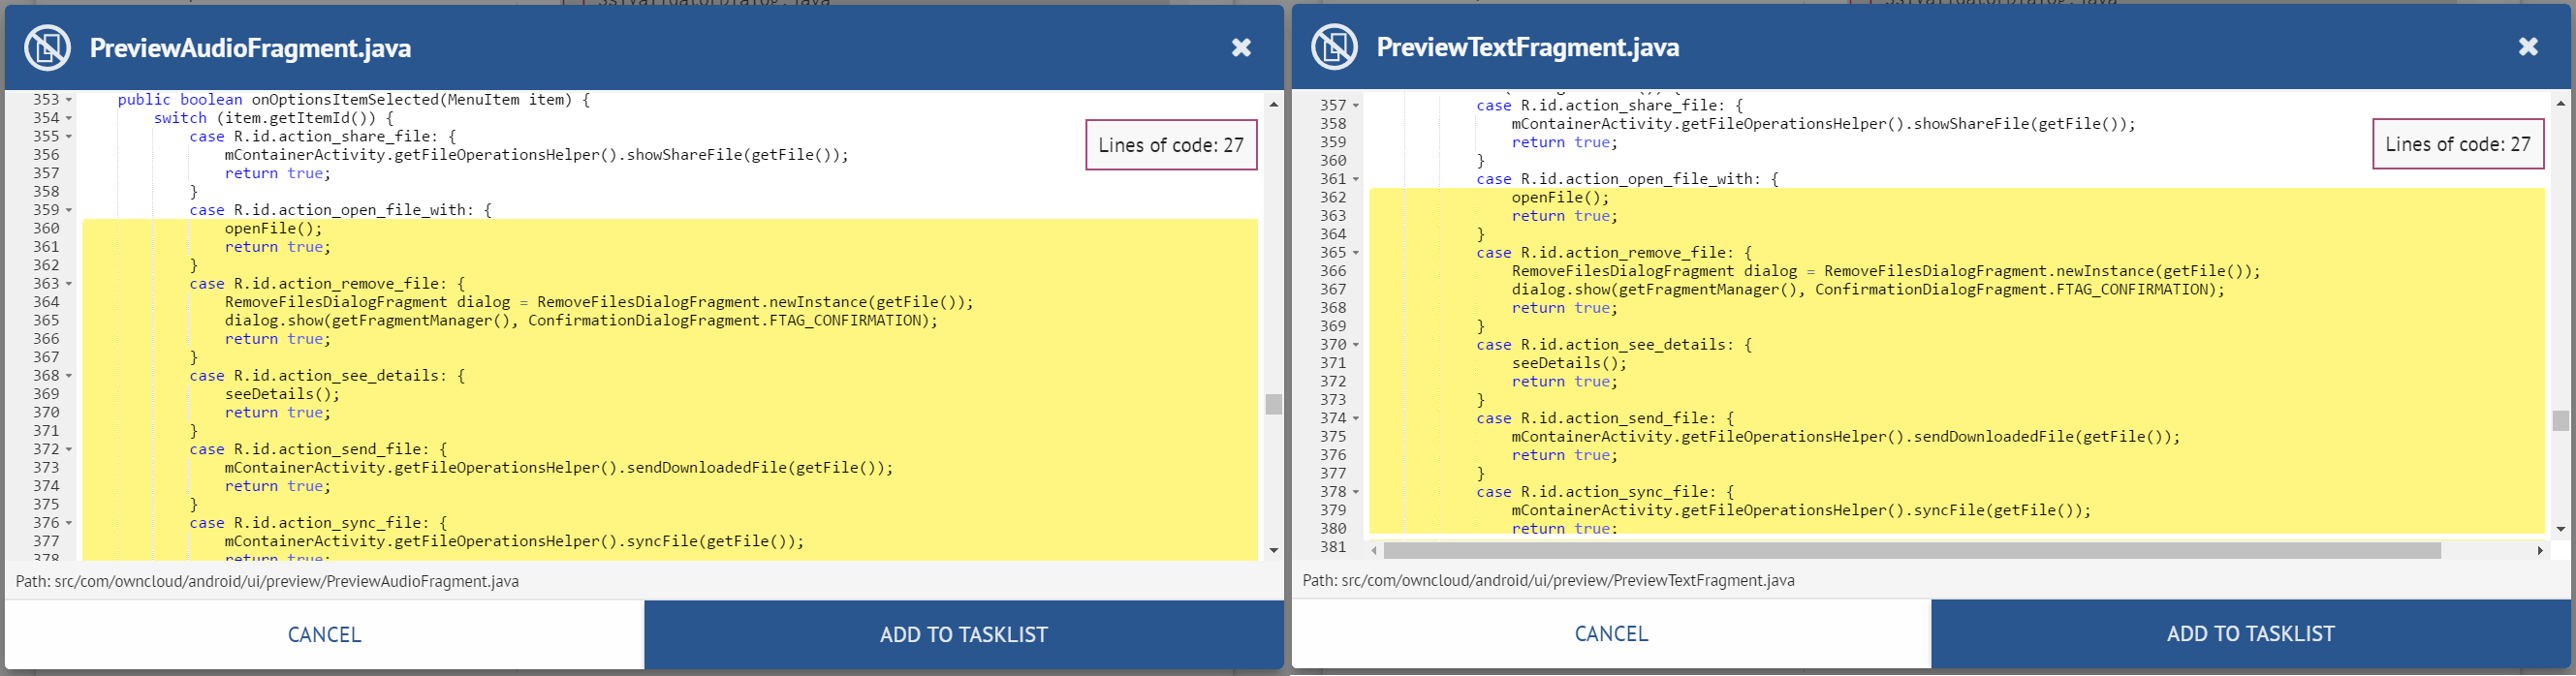 PreviewAudioFragment.java
353 public boolean onOptionsItemSelected(MenuItem item) {
354 switch (item.getItemId()) {
355 case R.id.action_share_file: {
356 mContainerActivity.getFileOperationsHelper().showShareFile(getFile());
357 return true;
358 }
359 case R.id.action_open_file_with: {
360 openFile();
361 return true;
362 }
363 case R.id.action_remove_file: {
364 RemoveFilesDialogFragment dialog = RemoveFilesDialogFragment.newInstance(getFile());
365 dialog.show(getFragmentManager(), ConfirmationDialogFragment.FTAG_CONFIRMATION);
366 return true;
367 }
368 case R.id.action_see_details: {
369 seeDetails();
370 return true;
371 }
372 case R.id.action_send_file: {
373 mContainerActivity.getFileOperationsHelper().sendDownloadedFile(getFile());
374 return true;
375 }
376 case R.id.action_sync_file: {
377 mContainerActivity.getFileOperationsHelper().syncFile(getFile());
378 return true;
Lines of code: 27
Path: src/com/owncloud/android/ui/preview/PreviewAudioFragment.java
CANCEL
ADD TO TASKLIST
PreviewTextFragment.java
357 case R.id.action_share_file: {
358 mContainerActivity.getFileOperationsHelper().showShareFile(getFile());
359 return true;
360 }
361 case R.id.action_open_file_with: {
362 openFile();
363 return true;
364 }
365 case R.id.action_remove_file: {
366 RemoveFilesDialogFragment dialog = RemoveFilesDialogFragment.newInstance(getFile());
367 dialog.show(getFragmentManager(), ConfirmationDialogFragment.FTAG_CONFIRMATION);
368 return true;
369 }
370 case R.id.action_see_details: {
371 seeDetails();
372 return true;
373 }
374 case R.id.action_send_file: {
375 mContainerActivity.getFileOperationsHelper().sendDownloadedFile(getFile());
376 return true;
377 }
378 case R.id.action_sync_file: {
379 mContainerActivity.getFileOperationsHelper().syncFile(getFile());
380 return true;
381
Lines of code: 27
Path: src/com/owncloud/android/ui/preview/PreviewTextFragment.java
CANCEL
ADD TO TASKLIST